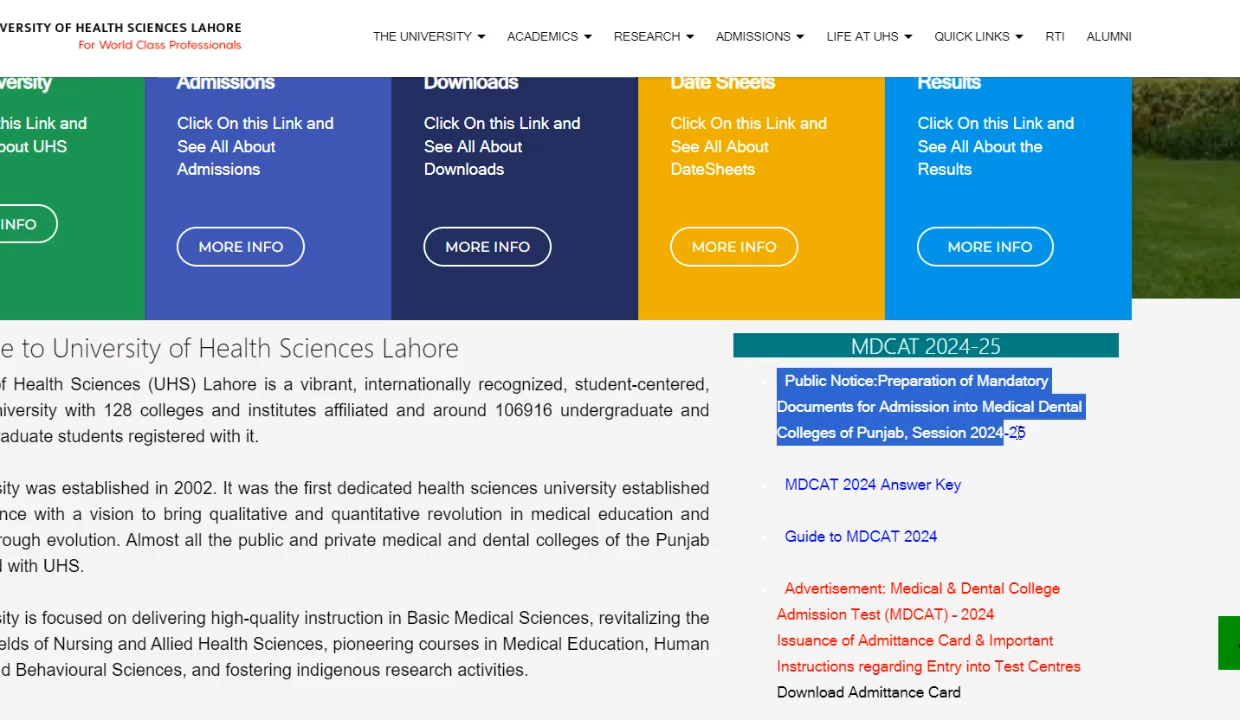 VERSITY OF HEALTH SCIENCES LAHORE
For World Class Professionals
THE UNIVERSITY
ACADEMICS
RESEARCH
ADMISSIONS
LIFE AT UHS
QUICK LINKS
RTI
ALUMNI
versity
his Link and
bout UHS
INFO
Admissions
Click On this Link and
See All About
Admissions
MORE INFO
Downloads
Click On this Link and
See All About
Downloads
MORE INFO
Date Sheets
Click On this Link and
See All About
DateSheets
MORE INFO
Results
Click On this Link and
See All About the
Results
MORE INFO
e to University of Health Sciences Lahore
of Health Sciences (UHS) Lahore is a vibrant, internationally recognized, student-centered,
niversity with 128 colleges and institutes affiliated and around 106916 undergraduate and
raduate students registered with it.
sity was established in 2002. It was the first dedicated health sciences university established
nce with a vision to bring qualitative and quantitative revolution in medical education and
rough evolution. Almost all the public and private medical and dental colleges of the Punjab
d with UHS.
sity is focused on delivering high-quality instruction in Basic Medical Sciences, revitalizing the
elds of Nursing and Allied Health Sciences, pioneering courses in Medical Education, Human
d Behavioural Sciences, and fostering indigenous research activities.
MDCAT 2024-25
Public Notice:Preparation of Mandatory
Documents for Admission into Medical Dental
Colleges of Punjab, Session 2024-25
MDCAT 2024 Answer Key
Guide to MDCAT 2024
Advertisement: Medical & Dental College
Admission Test (MDCAT) - 2024
Issuance of Admittance Card & Important
Instructions regarding Entry into Test Centres
Download Admittance Card